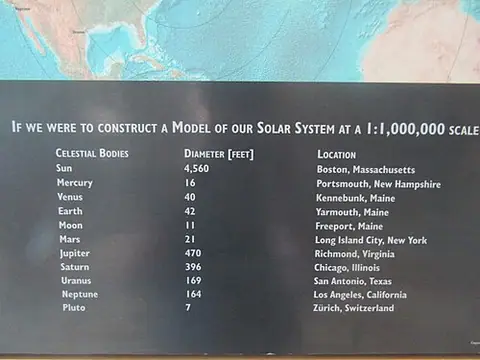 IF WE WERE TO CONSTRUCT A MODEL OF OUR SOLAR SYSTEM AT A 1:1,000,000 SCALE
CELESTIAL BODIES DIAMETER [FEET] LOCATION
Sun 4,560 Boston, Massachusetts
Mercury 16 Portsmouth, New Hampshire
Venus 40 Kennebunk, Maine
Earth 42 Yarmouth, Maine
Moon 11 Freeport, Maine
Mars 21 Long Island City, New York
Jupiter 470 Richmond, Virginia
Saturn 396 Chicago, Illinois
Uranus 169 San Antonio, Texas
Neptune 164 Los Angeles, California
Pluto 7 Zürich, Switzerland